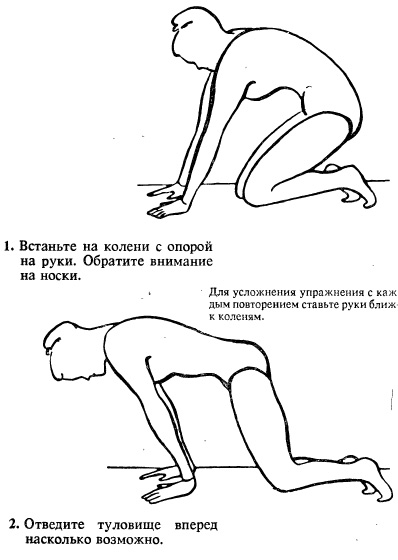 1. Встаньте на колени с опорой
на руки. Обратите внимание
на носки.
Для усложнения упражнения с каж
дым повторением ставьте руки ближ
к коленям.
2. Отведите туловище вперед
насколько возможно.